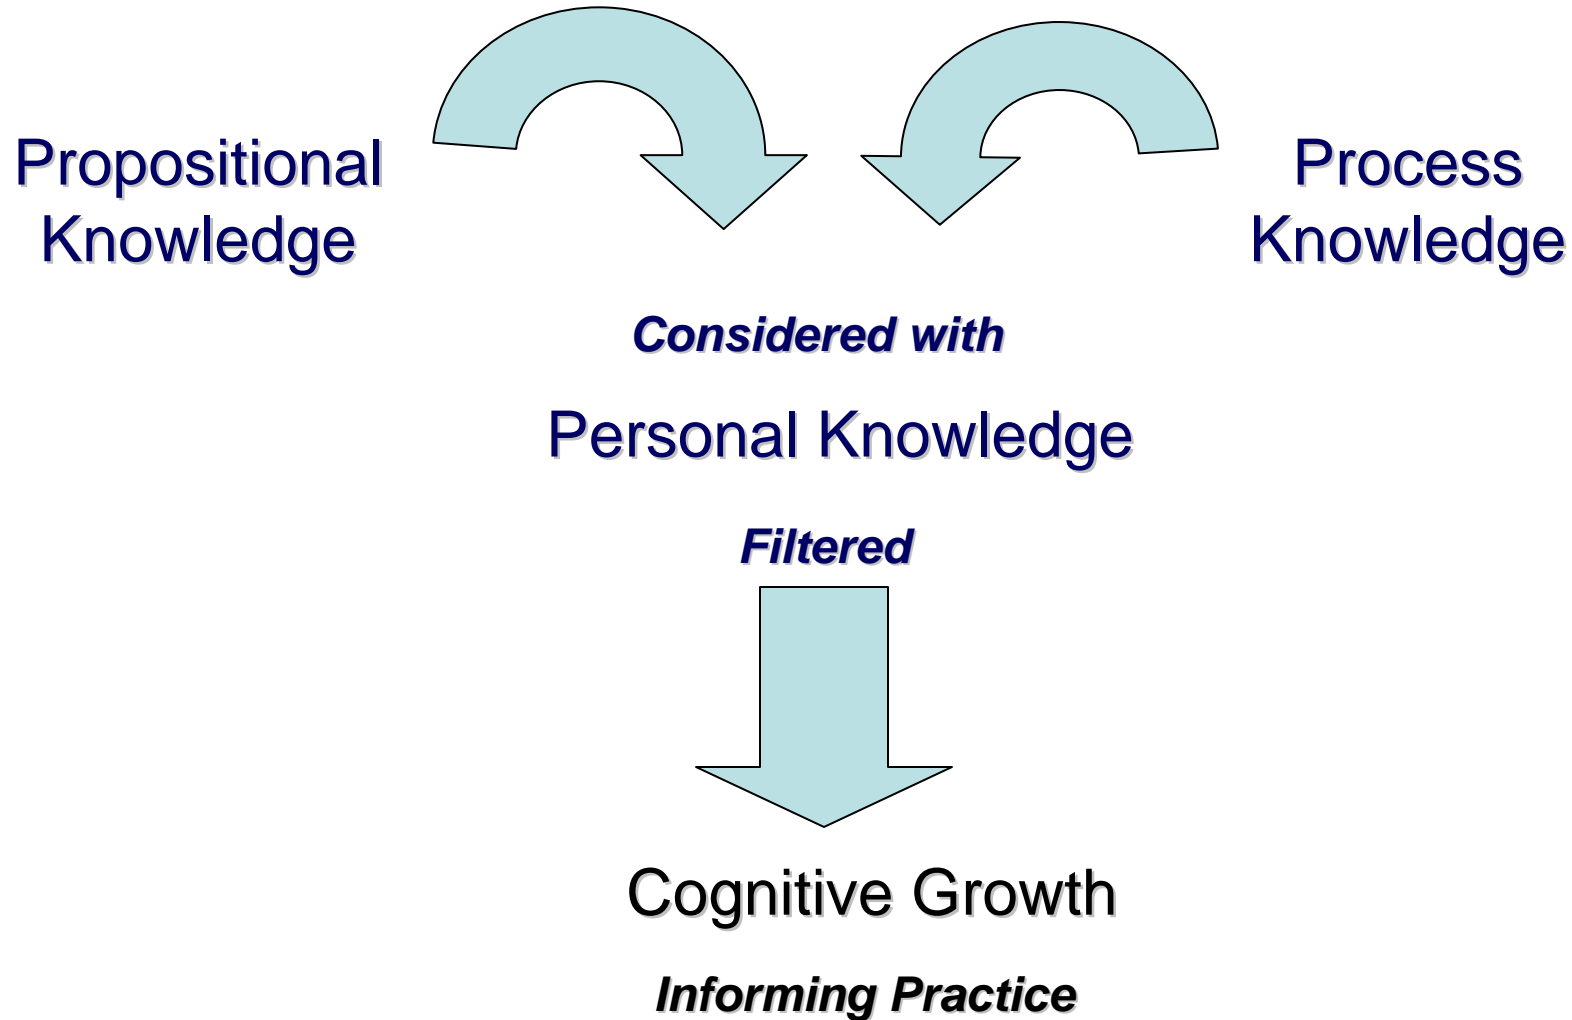 Propositional
Knowledge
Process
Knowledge
Considered with
Personal Knowledge
Filtered
Cognitive Growth
Informing Practice